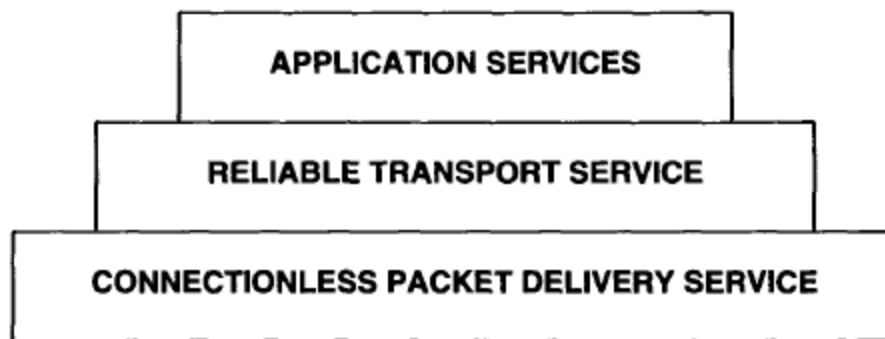 APPLICATION SERVICES
RELIABLE TRANSPORT SERVICE
CONNECTIONLESS PACKET DELIVERY SERVICE